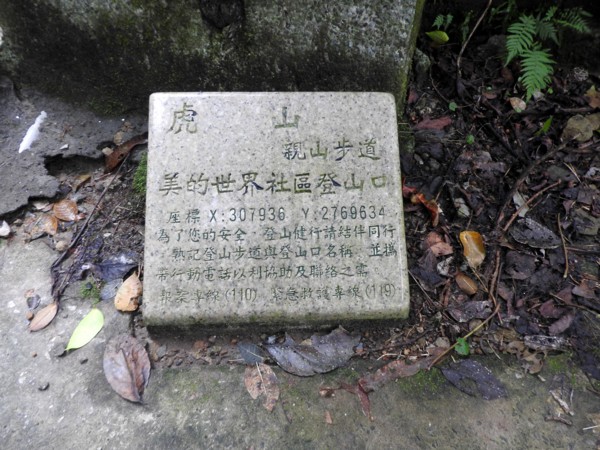 虎山
親山步道
美的世界社區登山口
座標 X:307936 Y:2769634
為了您的安全,登山健行請結伴同行
,熟記登山步道與登山口名稱,並攜
帶行動電話以利協助及聯絡之需
報案專線(110) 緊急救護專線(119)